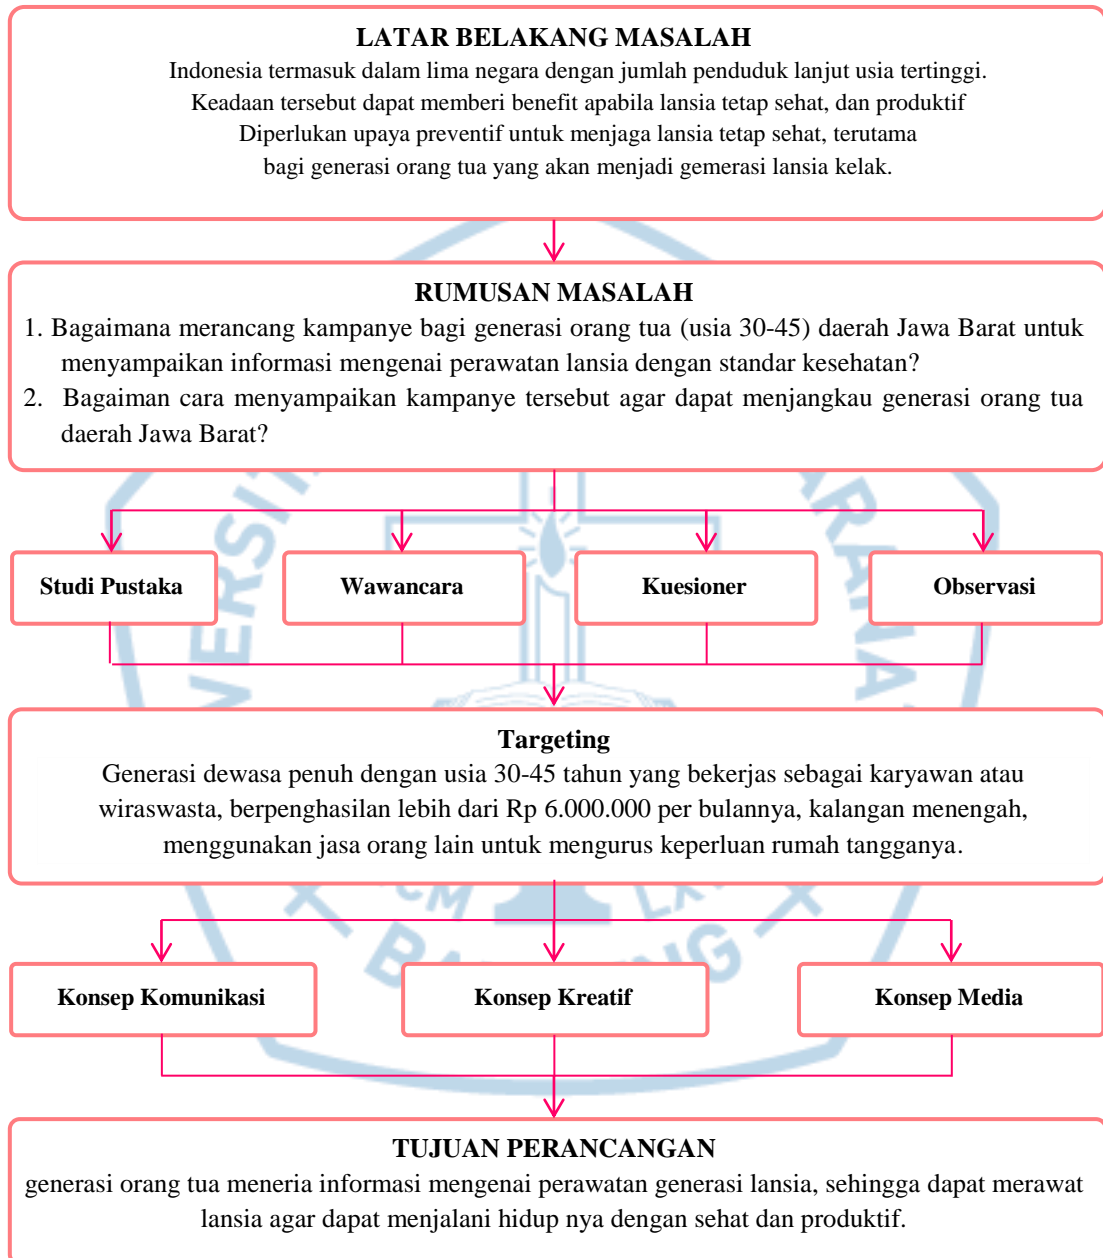 LATAR BELAKANG MASALAH
Indonesia termasuk dalam lima negara dengan jumlah penduduk lanjut usia tertinggi.
Keadaan tersebut dapat memberi benefit apabila lansia tetap sehat, dan produktif
Diperlukan upaya preventif untuk menjaga lansia tetap sehat, terutama
bagi generasi orang tua yang akan menjadi gemerasi lansia kelak.
RUMUSAN MASALAH
1. Bagaimana merancang kampanye bagi generasi orang tua (usia 30-45) daerah Jawa Barat untuk
menyampaikan informasi mengenai perawatan lansia dengan standar kesehatan?
2. Bagaiman cara menyampaikan kampanye tersebut agar dapat menjangkau generasi orang tua
daerah Jawa Barat?
Studi Pustaka
Wawancara
Kuesioner
Observasi
Targeting
Generasi dewasa penuh dengan usia 30-45 tahun yang bekerjas sebagai karyawan atau
wiraswasta, berpenghasilan lebih dari Rp 6.000.000 per bulannya, kalangan menengah,
menggunakan jasa orang lain untuk mengurus keperluan rumah tangganya.
Konsep Komunikasi
Konsep Kreatif
Konsep Media
TUJUAN PERANCANGAN
generasi orang tua meneria informasi mengenai perawatan generasi lansia, sehingga dapat merawat
lansia agar dapat menjalani hidup nya dengan sehat dan produktif.